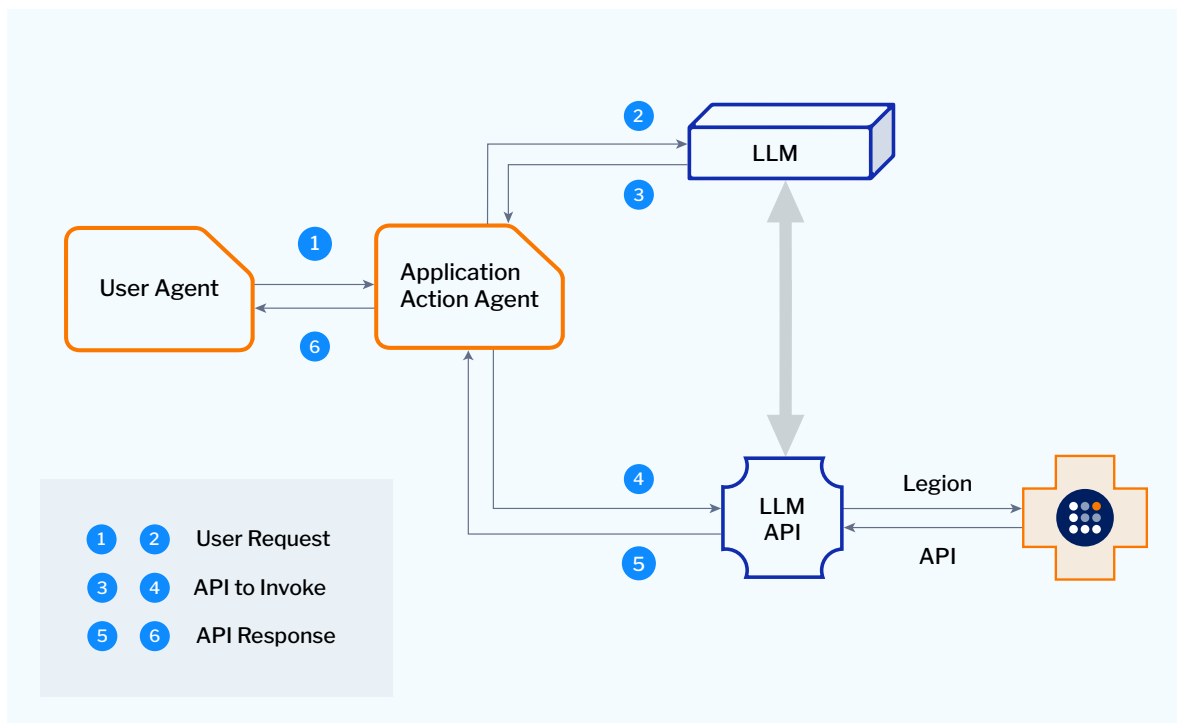 2
LLM
3
1
User Agent
Application
Action Agent
6
4
LLM
API
Legion
API
5
1 2 User Request
3 4 API to Invoke
5 6 API Response